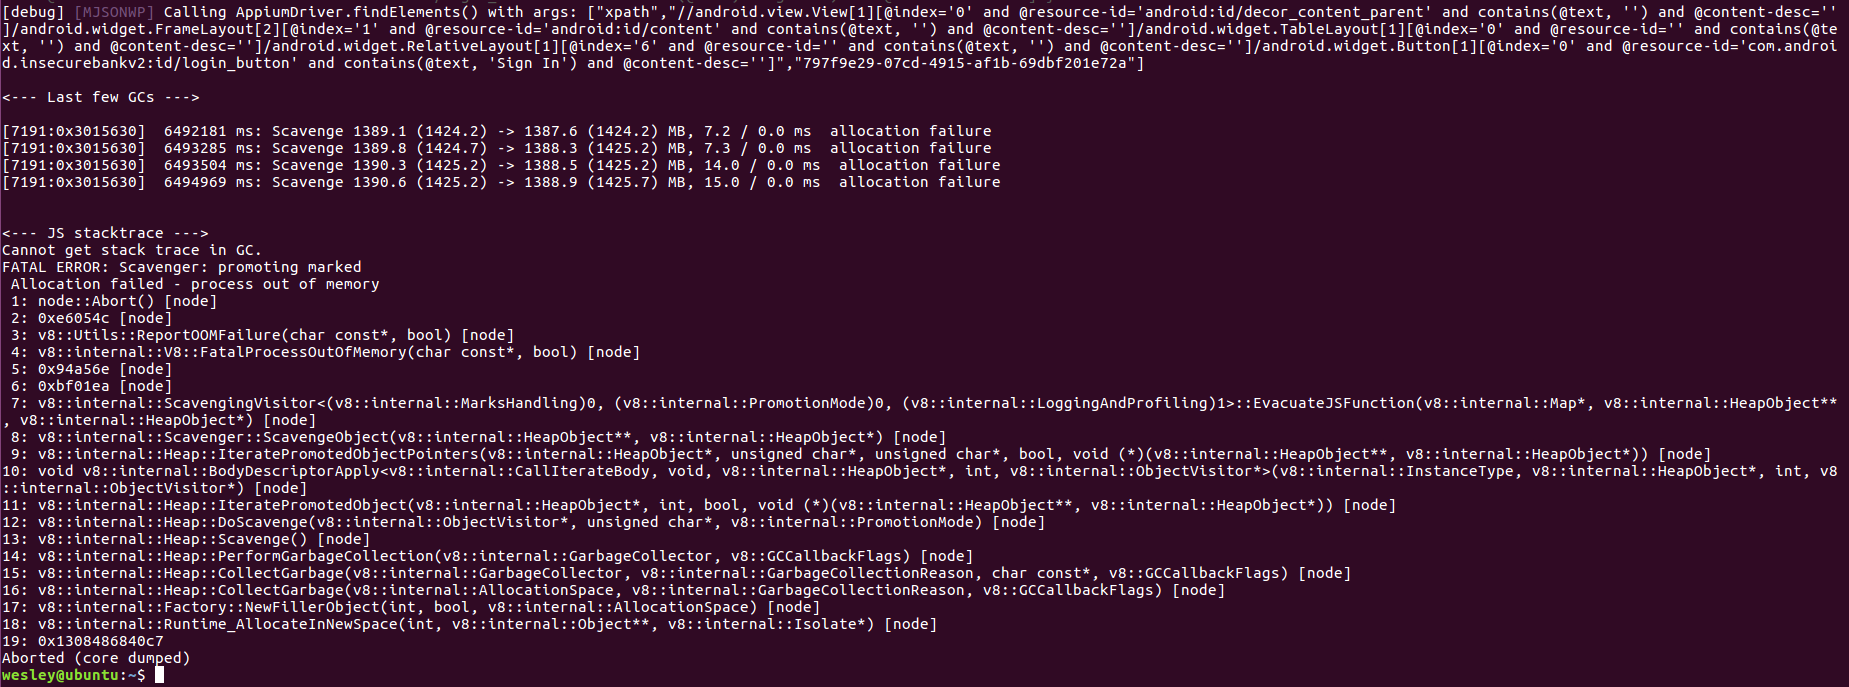 [debug] [MJSONWP] Calling AppiumDriver.findElements() with args: ["xpath","//android.view.View[1][@index='0' and @resource-id='android:id/decor_content_parent' and contains(@text, '') and @content-desc=''
]/android.widget.FrameLayout[2][@index='1' and @resource-id='android:id/content' and contains(@text, '') and @content-desc='']/android.widget.TableLayout[1][@index='0' and @resource-id='' and contains(@te
xt, '') and @content-desc='']/android.widget.RelativeLayout[1][@index='6' and @resource-id='' and contains(@text, '') and @content-desc='']/android.widget.Button[1][@index='0' and @resource-id='com.androi
d.insecurebankv2:id/login_button' and contains(@text, 'Sign In') and @content-desc='']","797f9e29-07cd-4915-af1b-69dbf201e72a"]
<--- Last few GCs --->
[7191:0x3015630]  6492181 ms: Scavenge 1389.1 (1424.2) -> 1387.6 (1424.2) MB, 7.2 / 0.0 ms  allocation failure
[7191:0x3015630]  6493285 ms: Scavenge 1389.8 (1424.7) -> 1388.3 (1425.2) MB, 7.3 / 0.0 ms  allocation failure
[7191:0x3015630]  6493504 ms: Scavenge 1390.3 (1425.2) -> 1388.5 (1425.2) MB, 14.0 / 0.0 ms  allocation failure
[7191:0x3015630]  6494969 ms: Scavenge 1390.6 (1425.2) -> 1388.9 (1425.7) MB, 15.0 / 0.0 ms  allocation failure
<--- JS stacktrace --->
Cannot get stack trace in GC.
FATAL ERROR: Scavenger: promoting marked
 Allocation failed - process out of memory
 1: node::Abort() [node]
 2: 0xe6054c [node]
 3: v8::Utils::ReportOOMFailure(char const*, bool) [node]
 4: v8::internal::V8::FatalProcessOutOfMemory(char const*, bool) [node]
 5: 0x94a56e [node]
 6: 0xbf01ea [node]
 7: v8::internal::ScavengingVisitor<(v8::internal::MarksHandling)0, (v8::internal::PromotionMode)0, (v8::internal::LoggingAndProfiling)1>::EvacuateJSFunction(v8::internal::Map*, v8::internal::HeapObject**
, v8::internal::HeapObject*) [node]
 8: v8::internal::Scavenger::ScavengeObject(v8::internal::HeapObject**, v8::internal::HeapObject*) [node]
 9: v8::internal::Heap::IteratePromotedObjectPointers(v8::internal::HeapObject*, unsigned char*, unsigned char*, bool, void (*)(v8::internal::HeapObject**, v8::internal::HeapObject*)) [node]
10: void v8::internal::BodyDescriptorApply<v8::internal::CallIterateBody, void, v8::internal::HeapObject*, int, v8::internal::ObjectVisitor*>(v8::internal::InstanceType, v8::internal::HeapObject*, int, v8
::internal::ObjectVisitor*) [node]
11: v8::internal::Heap::IteratePromotedObject(v8::internal::HeapObject*, int, bool, void (*)(v8::internal::HeapObject**, v8::internal::HeapObject*)) [node]
12: v8::internal::Heap::DoScavenge(v8::internal::ObjectVisitor*, unsigned char*, v8::internal::PromotionMode) [node]
13: v8::internal::Heap::Scavenge() [node]
14: v8::internal::Heap::PerformGarbageCollection(v8::internal::GarbageCollector, v8::GCCallbackFlags) [node]
15: v8::internal::Heap::CollectGarbage(v8::internal::GarbageCollector, v8::internal::GarbageCollectionReason, char const*, v8::GCCallbackFlags) [node]
16: v8::internal::Heap::CollectGarbage(v8::internal::AllocationSpace, v8::internal::GarbageCollectionReason, v8::GCCallbackFlags) [node]
17: v8::internal::Factory::NewFillerObject(int, bool, v8::internal::AllocationSpace) [node]
18: v8::internal::Runtime_AllocateInNewSpace(int, v8::internal::Object**, v8::internal::Isolate*) [node]
19: 0x1308486840c7
Aborted (core dumped)
wesley@ubuntu:~$